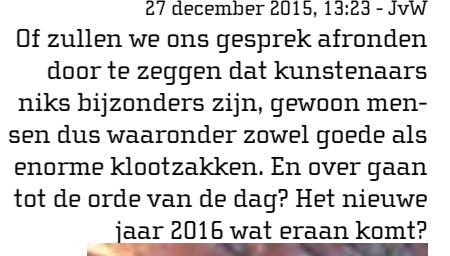 27 december 2015, 13:23 - JvW
Of zullen we ons gesprek afronden
door te zeggen dat kunstenaars
niks bijzonders zijn, gewoon men-
sen dus waaronder zowel goede als
enorme klootzakken. En over gaan
tot de orde van de dag? Het nieuwe
jaar 2016 wat eraan komt?